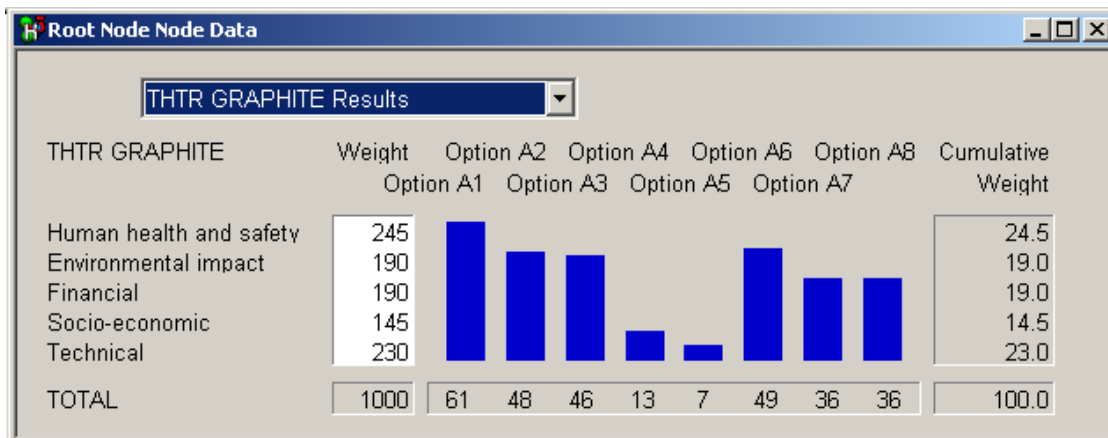 Root Node Node Data
THTR GRAPHITE Results
THTR GRAPHITE Weight Option A2 Option A4 Option A6 Option A8 Cumulative
Option A1 Option A3 Option A5 Option A7 Weight
Human health and safety 245 24.5
Environmental impact 190 19.0
Financial 190 19.0
Socio-economic 145 14.5
Technical 230 23.0
TOTAL 1000 61 48 46 13 7 49 36 36 100.0